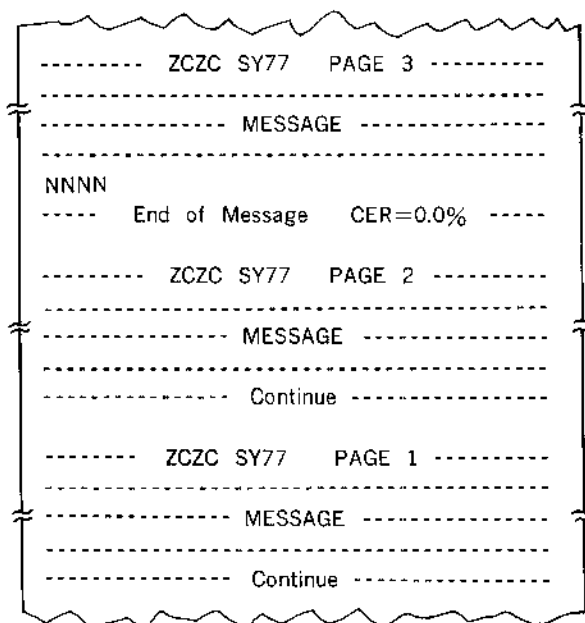 -------- ZCZC SY77 PAGE 3 --------
MESSAGE
NNNN
----- End of Message CER=0.0% -----
-------- ZCZC SY77 PAGE 2 --------
MESSAGE
Continue
-------- ZCZC SY77 PAGE 1 --------
MESSAGE
Continue